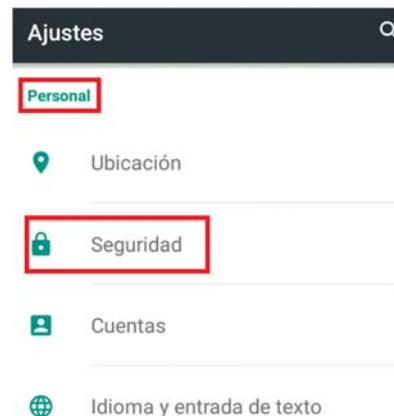 Ajustes
Personal
Ubicación
Seguridad
Cuentas
Idioma y entrada de texto